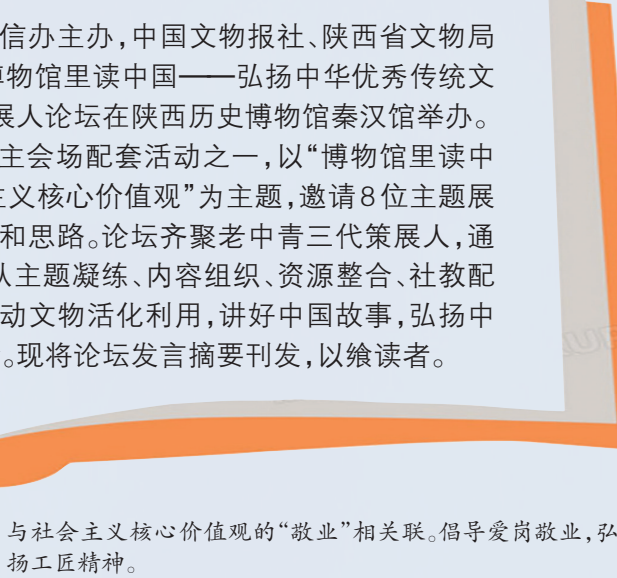 信办主办,中国文物报社、陕西省文物局
博物馆里读中国——弘扬中华优秀传统文
展人论坛在陕西历史博物馆秦汉馆举办。
主会场配套活动之一,以“博物馆里读中
主义核心价值观”为主题,邀请8位主题展
和思路。论坛齐聚老中青三代策展人,通
从主题凝练、内容组织、资源整合、社教配
动文物活化利用,讲好中国故事,弘扬中
。现将论坛发言摘要刊发,以飨读者。
与社会主义核心价值观的“敬业”相关联。倡导爱岗敬业,弘
扬工匠精神。